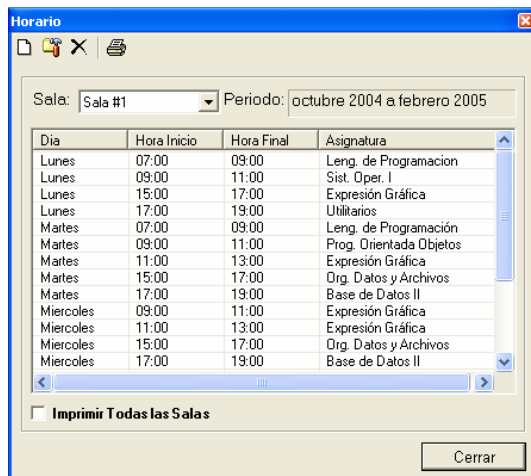 Horario
Sala: Sala #1 Periodo: octubre 2004 a febrero 2005
Dia Hora Inicio Hora Final Asignatura
Lunes 07:00 09:00 Leng. de Programacion
Lunes 09:00 11:00 Sist. Oper. I
Lunes 15:00 17:00 Expresión Gráfica
Lunes 17:00 19:00 Utilitarios
Martes 07:00 09:00 Leng. de Programación
Martes 09:00 11:00 Prog. Orientada Objetos
Martes 11:00 13:00 Expresión Gráfica
Martes 15:00 17:00 Org. Datos y Archivos
Martes 17:00 19:00 Base de Datos II
Miercoles 09:00 11:00 Expresión Gráfica
Miercoles 11:00 13:00 Expresión Gráfica
Miercoles 15:00 17:00 Org. Datos y Archivos
Miercoles 17:00 19:00 Base de Datos II
Imprimir Todas las Salas
Cerrar